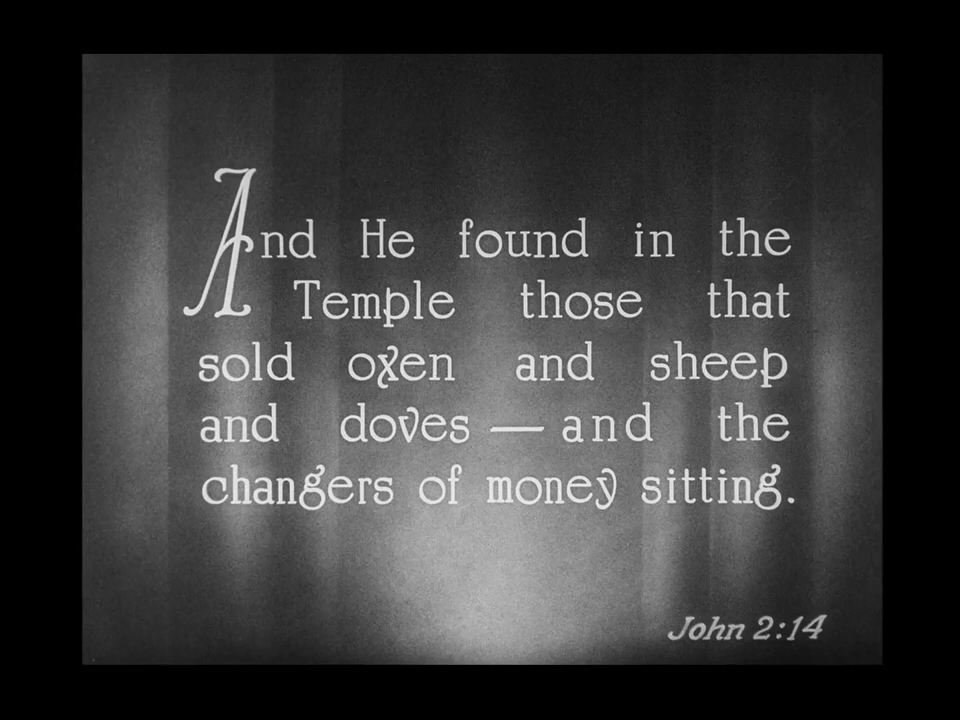 And He found in the
Temple those that
sold oxen and sheep
and doves — and the
changers of money sitting.
John 2:14